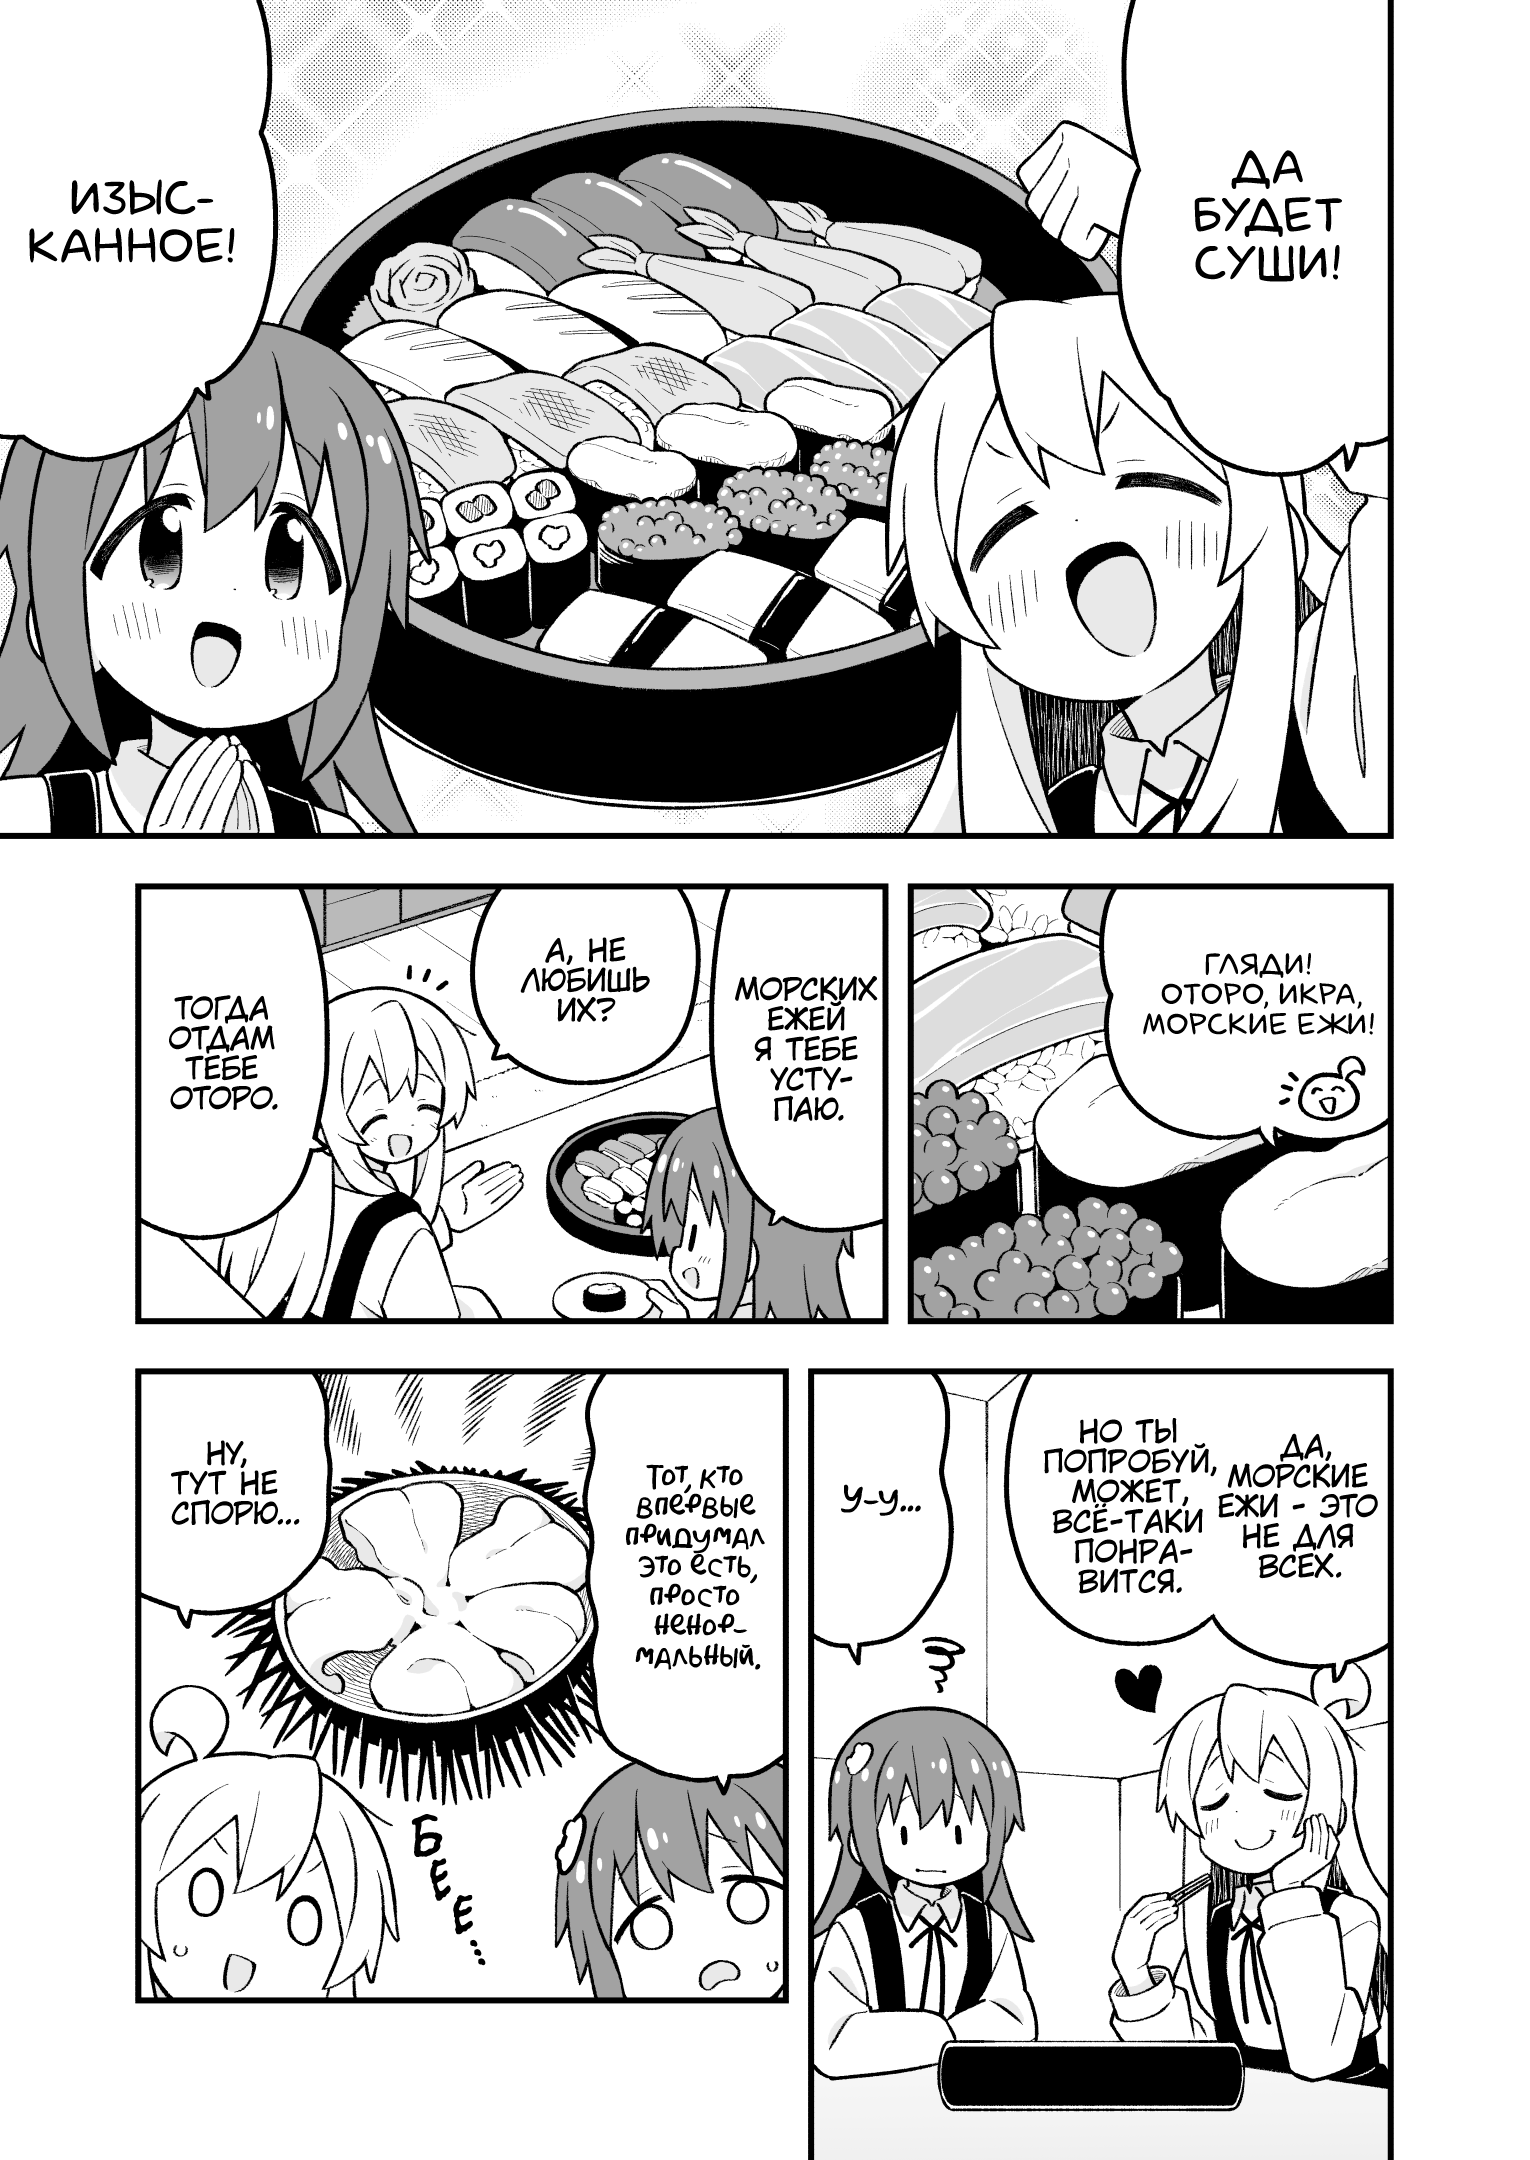 ДА
БУДЕТ
СУШИ!
ИЗЫС-
КАННОЕ!
ГЛЯДИ!
ОТОРО, ИКРА,
МОРСКИЕ ЕЖИ!
МОРСКИХ
ЕЖЕЙ
Я ТЕБЕ
УСТУ-
ПАЮ.
А, НЕ
ЛЮБИШЬ
ИХ?
ТОГДА
ОТДАМ
ТЕБЕ
ОТОРО.
ДА,
МОРСКИЕ
ЕЖИ - ЭТО
НЕ ДЛЯ
ВСЕХ.
НО ТЫ
ПОПРОБУЙ,
МОЖЕТ,
ВСЁ-ТАКИ
ПОНРА-
ВИТСЯ.
У-У...
ТОТ, КТО
ВПЕРВЫЕ
ПРИДУМАЛ
ЭТО ЕСТЬ,
ПРОСТО
НЕНОР-
МАЛЬНЫЙ.
НУ,
ТУТ НЕ
СПОРЮ...
БЕЕ...